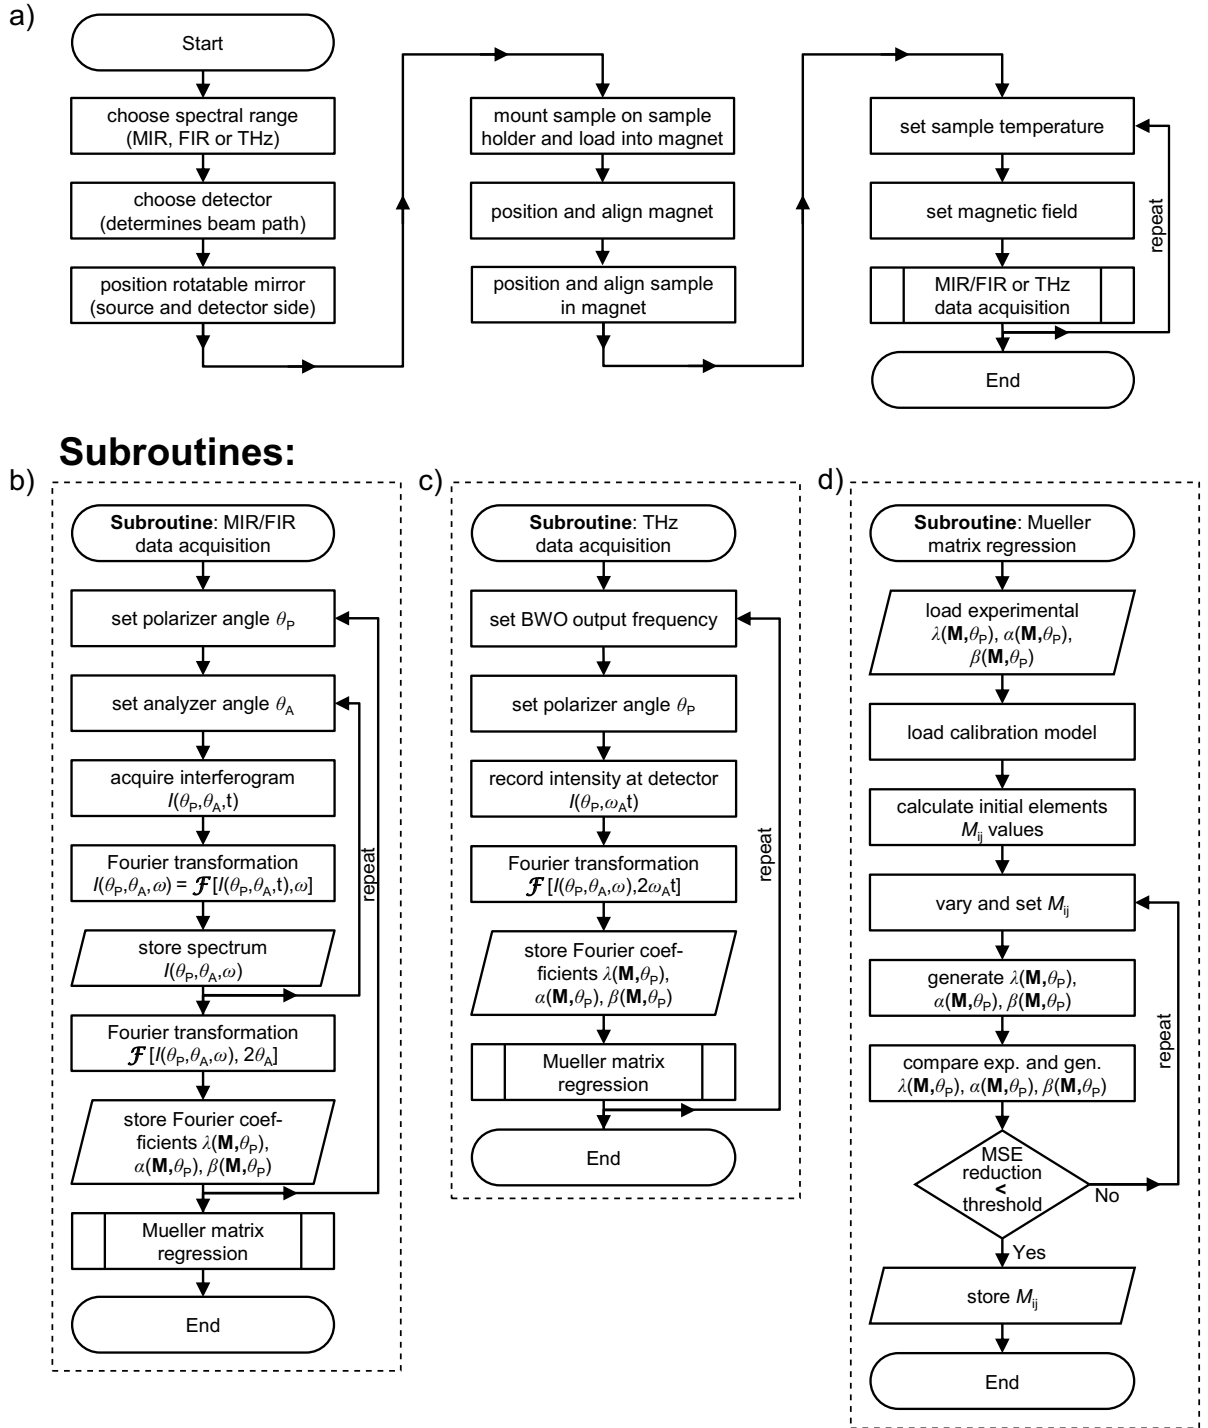 a)
Start
choose spectral range
(MIR, FIR or THz)
choose detector
(determines beam path)
position rotatable mirror
(source and detector side)
mount sample on sample
holder and load into magnet
position and align magnet
position and align sample
in magnet
set sample temperature
set magnetic field
MIR/FIR or THz
data acquisition
repeat
End
Subroutines:
b)
Subroutine: MIR/FIR
data acquisition
set polarizer angle θP
set analyzer angle θA
acquire interferogram
I(θP,θA,t)
Fourier transformation
I(θP,θA,ω) = ℱ[I(θP,θA,t),ω]
store spectrum
I(θP,θA,ω)
repeat
Fourier transformation
ℱ[I(θP,θA,ω), 2θA]
store Fourier coef-
ficients λ(M,θP),
α(M,θP), β(M,θP)
Mueller matrix
regression
End
c)
Subroutine: THz
data acquisition
set BWO output frequency
set polarizer angle θP
record intensity at detector
I(θP,ωAt)
Fourier transformation
ℱ[I(θP,θA,ω),2ωAt]
store Fourier coef-
ficients λ(M,θP),
α(M,θP), β(M,θP)
Mueller matrix
regression
repeat
End
d)
Subroutine: Mueller
matrix regression
load experimental
λ(M,θP), α(M,θP),
β(M,θP)
load calibration model
calculate initial elements
Mij values
vary and set Mij
generate λ(M,θP),
α(M,θP), β(M,θP)
compare exp. and gen.
λ(M,θP), α(M,θP), β(M,θP)
repeat
MSE
reduction
<
threshold
No
Yes
store Mij
End